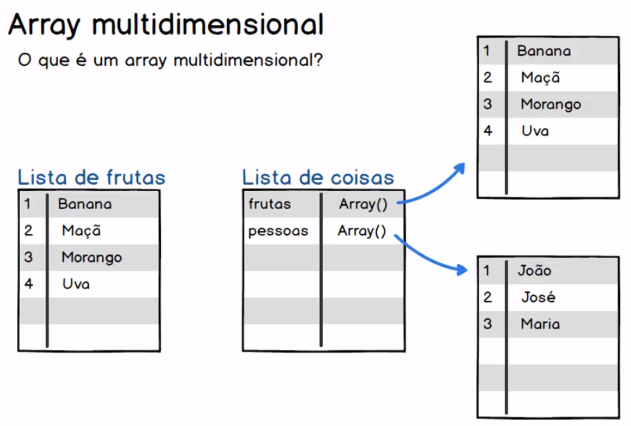 Array multidimensional
O que é um array multidimensional?
Lista de frutas
1 Banana
2 Maçã
3 Morango
4 Uva
Lista de coisas
frutas Array()
pessoas Array()
1 Banana
2 Maçã
3 Morango
4 Uva
1 João
2 José
3 Maria